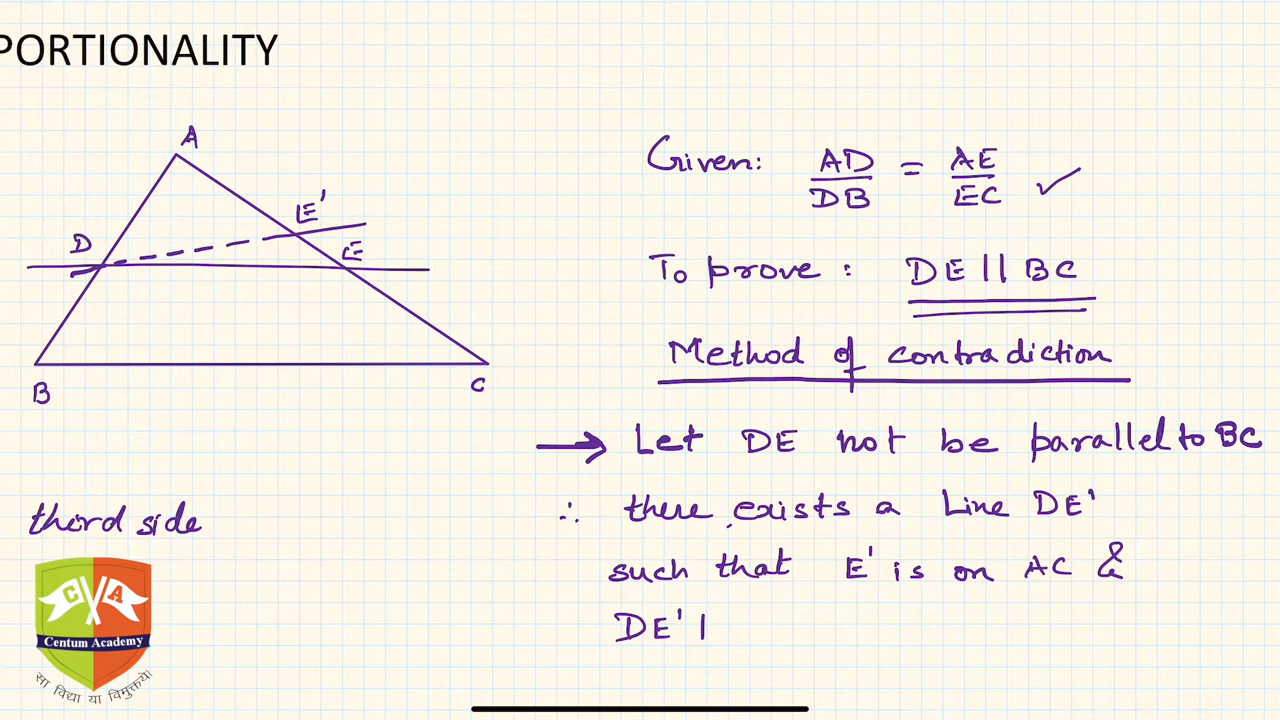 PORTIONALITY
A
E'
D
E
B
C
third side
C A
Centum Academy
सा विद्या या विमुक्तये।
Given: AD/DB = AE/EC ✓
To prove : DE || BC
Method of contradiction
→ Let DE not be parallel to BC
∴ there exists a Line DE'
such that E' is on AC &
DE' |